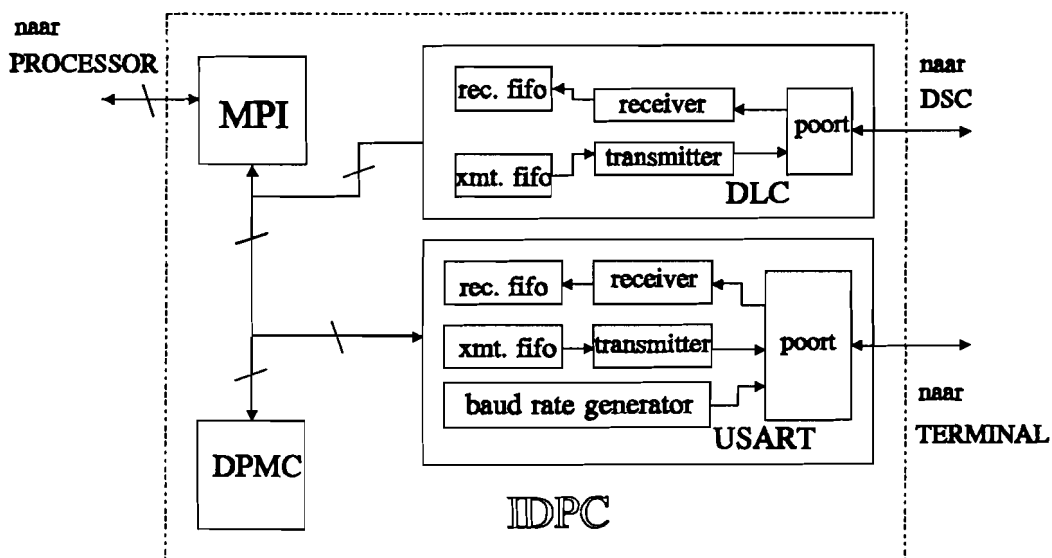 naar
PROCESSOR
MPI
rec. fifo
receiver
poort
xmt. fifo
transmitter
DLC
naar
DSC
rec. fifo
receiver
xmt. fifo
transmitter
poort
baud rate generator
USART
naar
TERMINAL
DPMC
IDPC